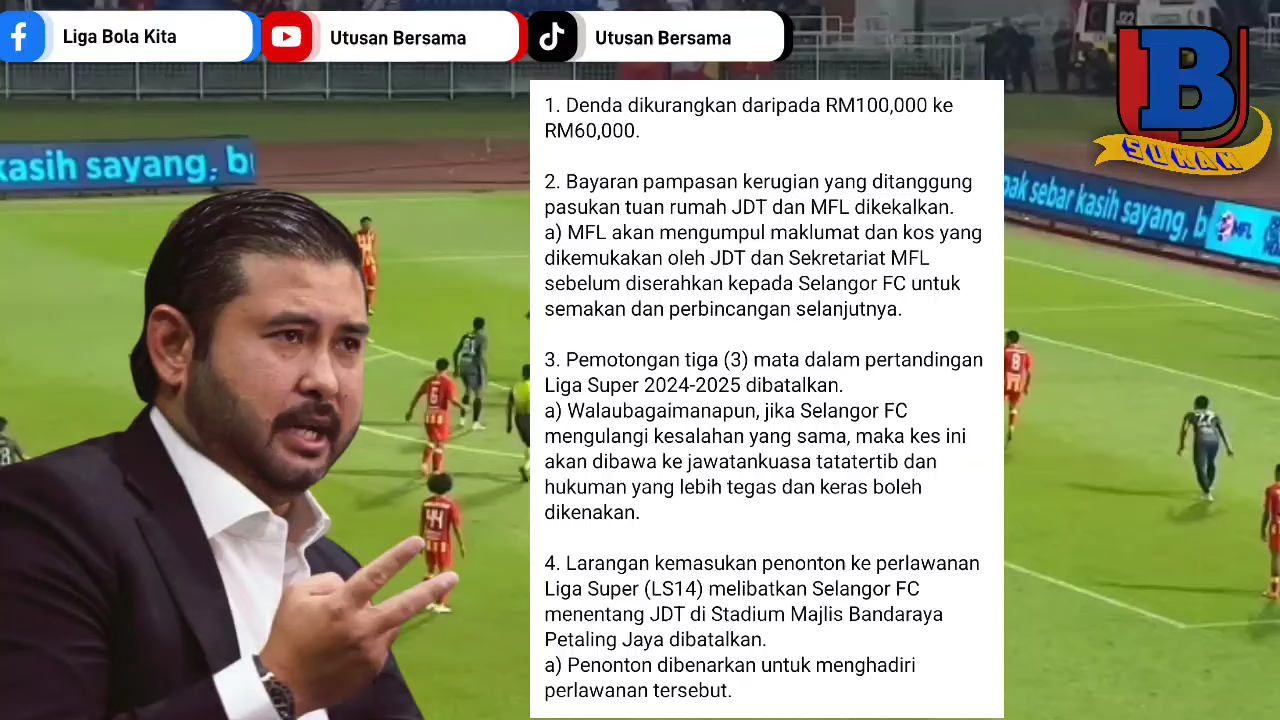 Liga Bola Kita
Utusan Bersama
Utusan Bersama
J22
B
SUKAN
kasih sayang, b
pak sebar kasih sayang, b
MFL
1. Denda dikurangkan daripada RM100,000 ke
RM60,000.
2. Bayaran pampasan kerugian yang ditanggung
pasukan tuan rumah JDT dan MFL dikekalkan.
a) MFL akan mengumpul maklumat dan kos yang
dikemukakan oleh JDT dan Sekretariat MFL
sebelum diserahkan kepada Selangor FC untuk
semakan dan perbincangan selanjutnya.
3. Pemotongan tiga (3) mata dalam pertandingan
Liga Super 2024-2025 dibatalkan.
a) Walaubagaimanapun, jika Selangor FC
mengulangi kesalahan yang sama, maka kes ini
akan dibawa ke jawatankuasa tatatertib dan
hukuman yang lebih tegas dan keras boleh
dikenakan.
4. Larangan kemasukan penonton ke perlawanan
Liga Super (LS14) melibatkan Selangor FC
menentang JDT di Stadium Majlis Bandaraya
Petaling Jaya dibatalkan.
a) Penonton dibenarkan untuk menghadiri
perlawanan tersebut.
6
44
8
22